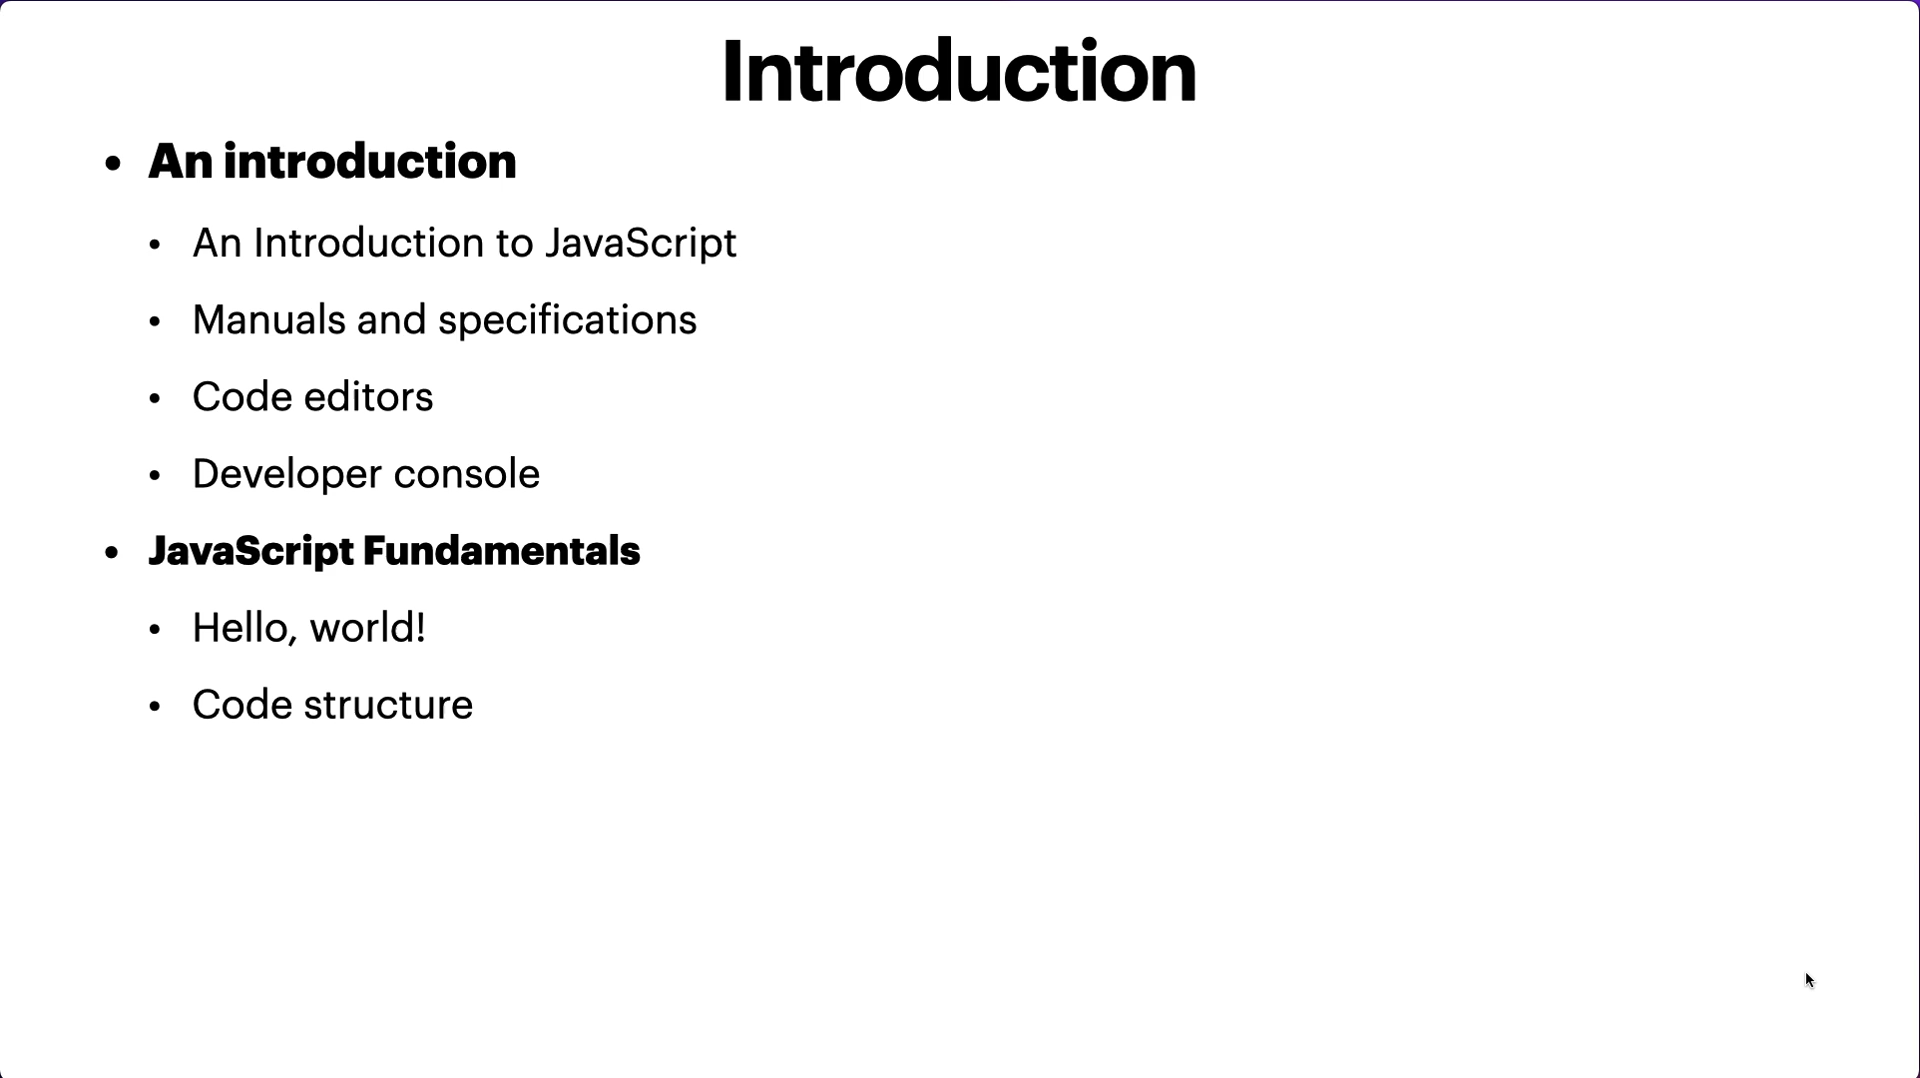 Introduction
• An introduction
• An Introduction to JavaScript
• Manuals and specifications
• Code editors
• Developer console
• JavaScript Fundamentals
• Hello, world!
• Code structure